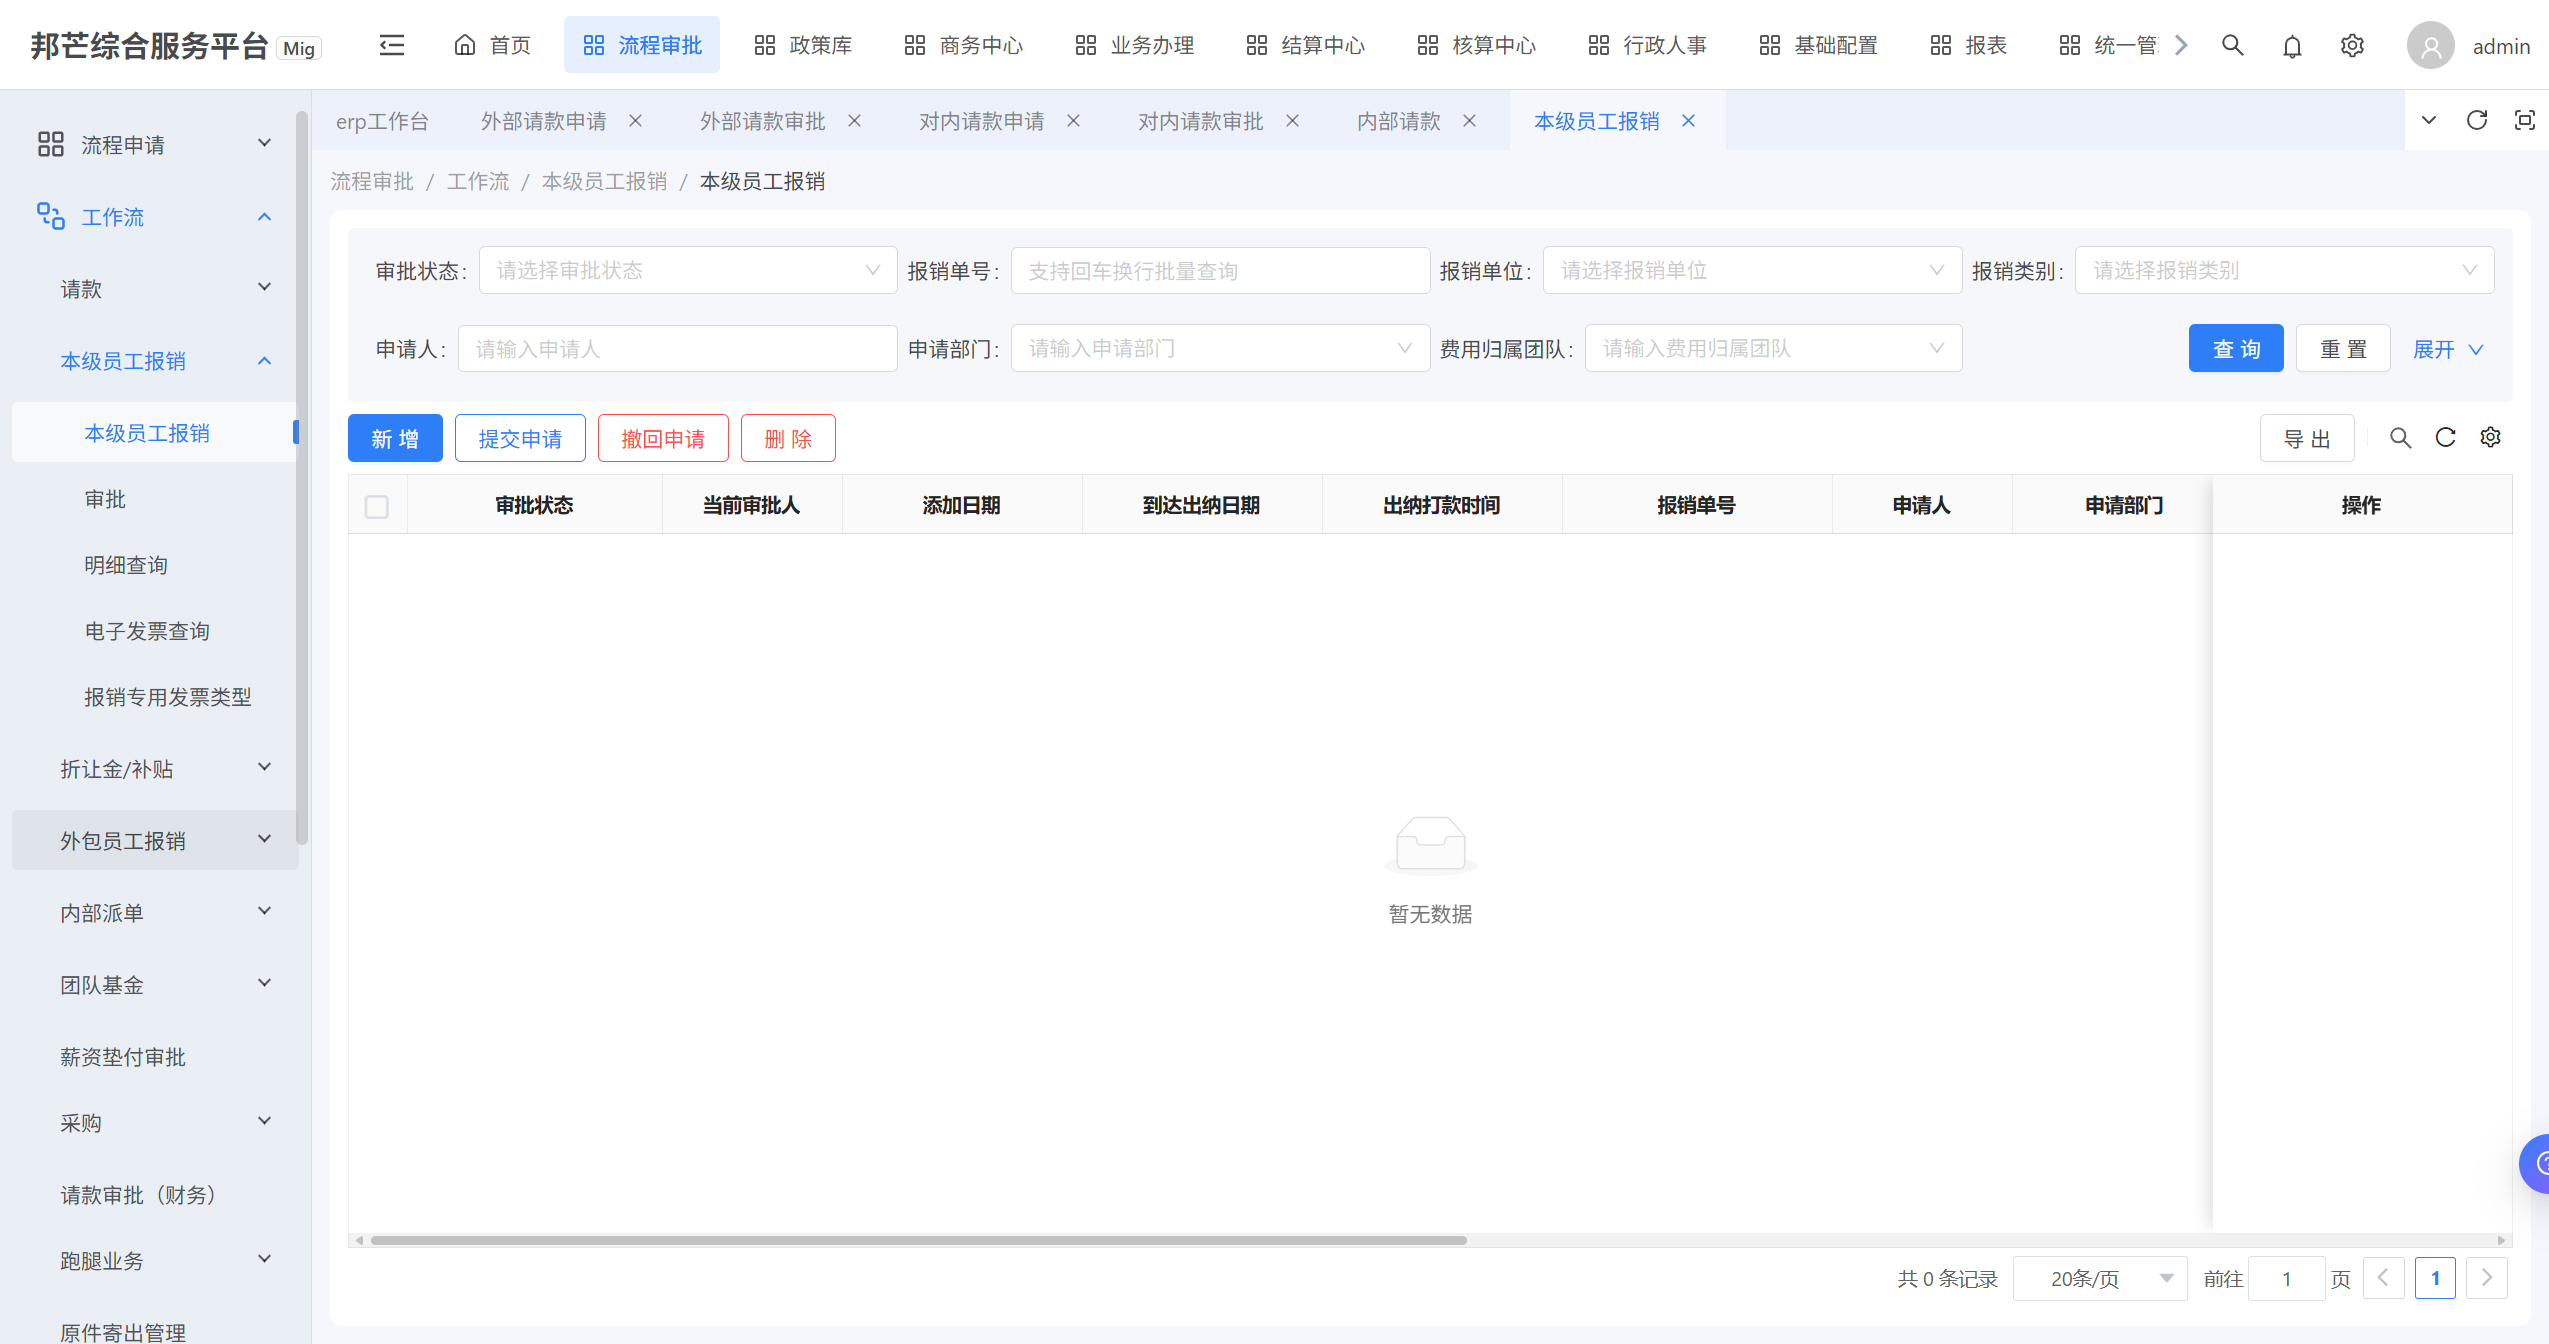 邦芒综合服务平台 Mig
首页 流程审批 政策库 商务中心 业务办理 结算中心 核算中心 行政人事 基础配置 报表 统一管
admin
erp工作台 外部请款申请 外部请款审批 对内请款申请 对内请款审批 内部请款 本级员工报销
流程申请
工作流
请款
本级员工报销
本级员工报销
审批
明细查询
电子发票查询
报销专用发票类型
折让金/补贴
外包员工报销
内部派单
团队基金
薪资垫付审批
采购
请款审批（财务）
跑腿业务
原件寄出管理
流程审批 / 工作流 / 本级员工报销 / 本级员工报销
审批状态: 请选择审批状态 报销单号: 支持回车换行批量查询 报销单位: 请选择报销单位 报销类别: 请选择报销类别
申请人: 请输入申请人 申请部门: 请输入申请部门 费用归属团队: 请输入费用归属团队 查 询 重 置 展开
新 增 提交申请 撤回申请 删 除 导 出
审批状态 当前审批人 添加日期 到达出纳日期 出纳打款时间 报销单号 申请人 申请部门 操作
暂无数据
共 0 条记录 20条/页 前往 1 页 1